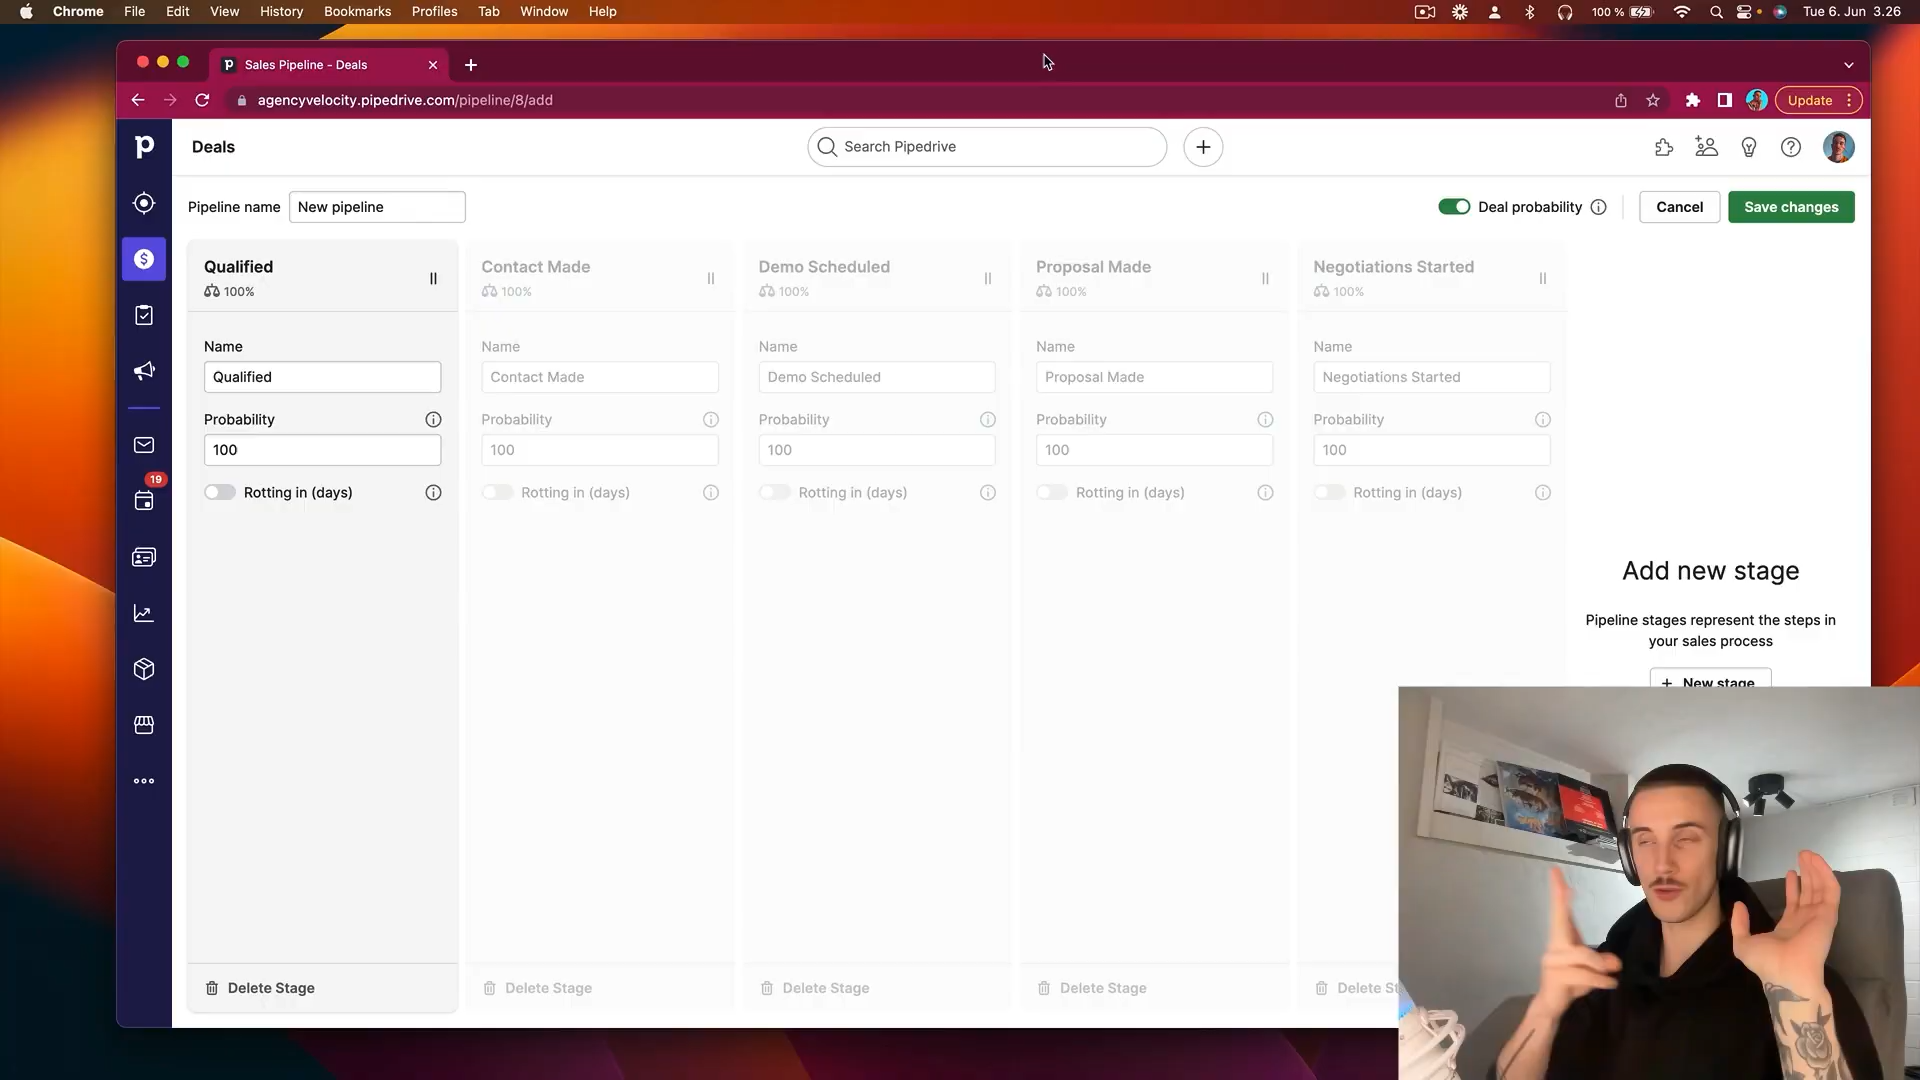 Chrome File Edit View History Bookmarks Profiles Tab Window Help
100 % Tue 6. Jun 3.26
Sales Pipeline - Deals
agencyvelocity.pipedrive.com/pipeline/8/add
Update
p
Deals
Search Pipedrive
Pipeline name New pipeline
Deal probability
Cancel
Save changes
Qualified
100%
Name
Qualified
Probability
100
Rotting in (days)
Delete Stage
Contact Made
100%
Name
Contact Made
Probability
100
Rotting in (days)
Delete Stage
Demo Scheduled
100%
Name
Demo Scheduled
Probability
100
Rotting in (days)
Delete Stage
Proposal Made
100%
Name
Proposal Made
Probability
100
Rotting in (days)
Delete Stage
Negotiations Started
100%
Name
Negotiations Started
Probability
100
Rotting in (days)
Delete St
Add new stage
Pipeline stages represent the steps in
your sales process
+ New stage
19